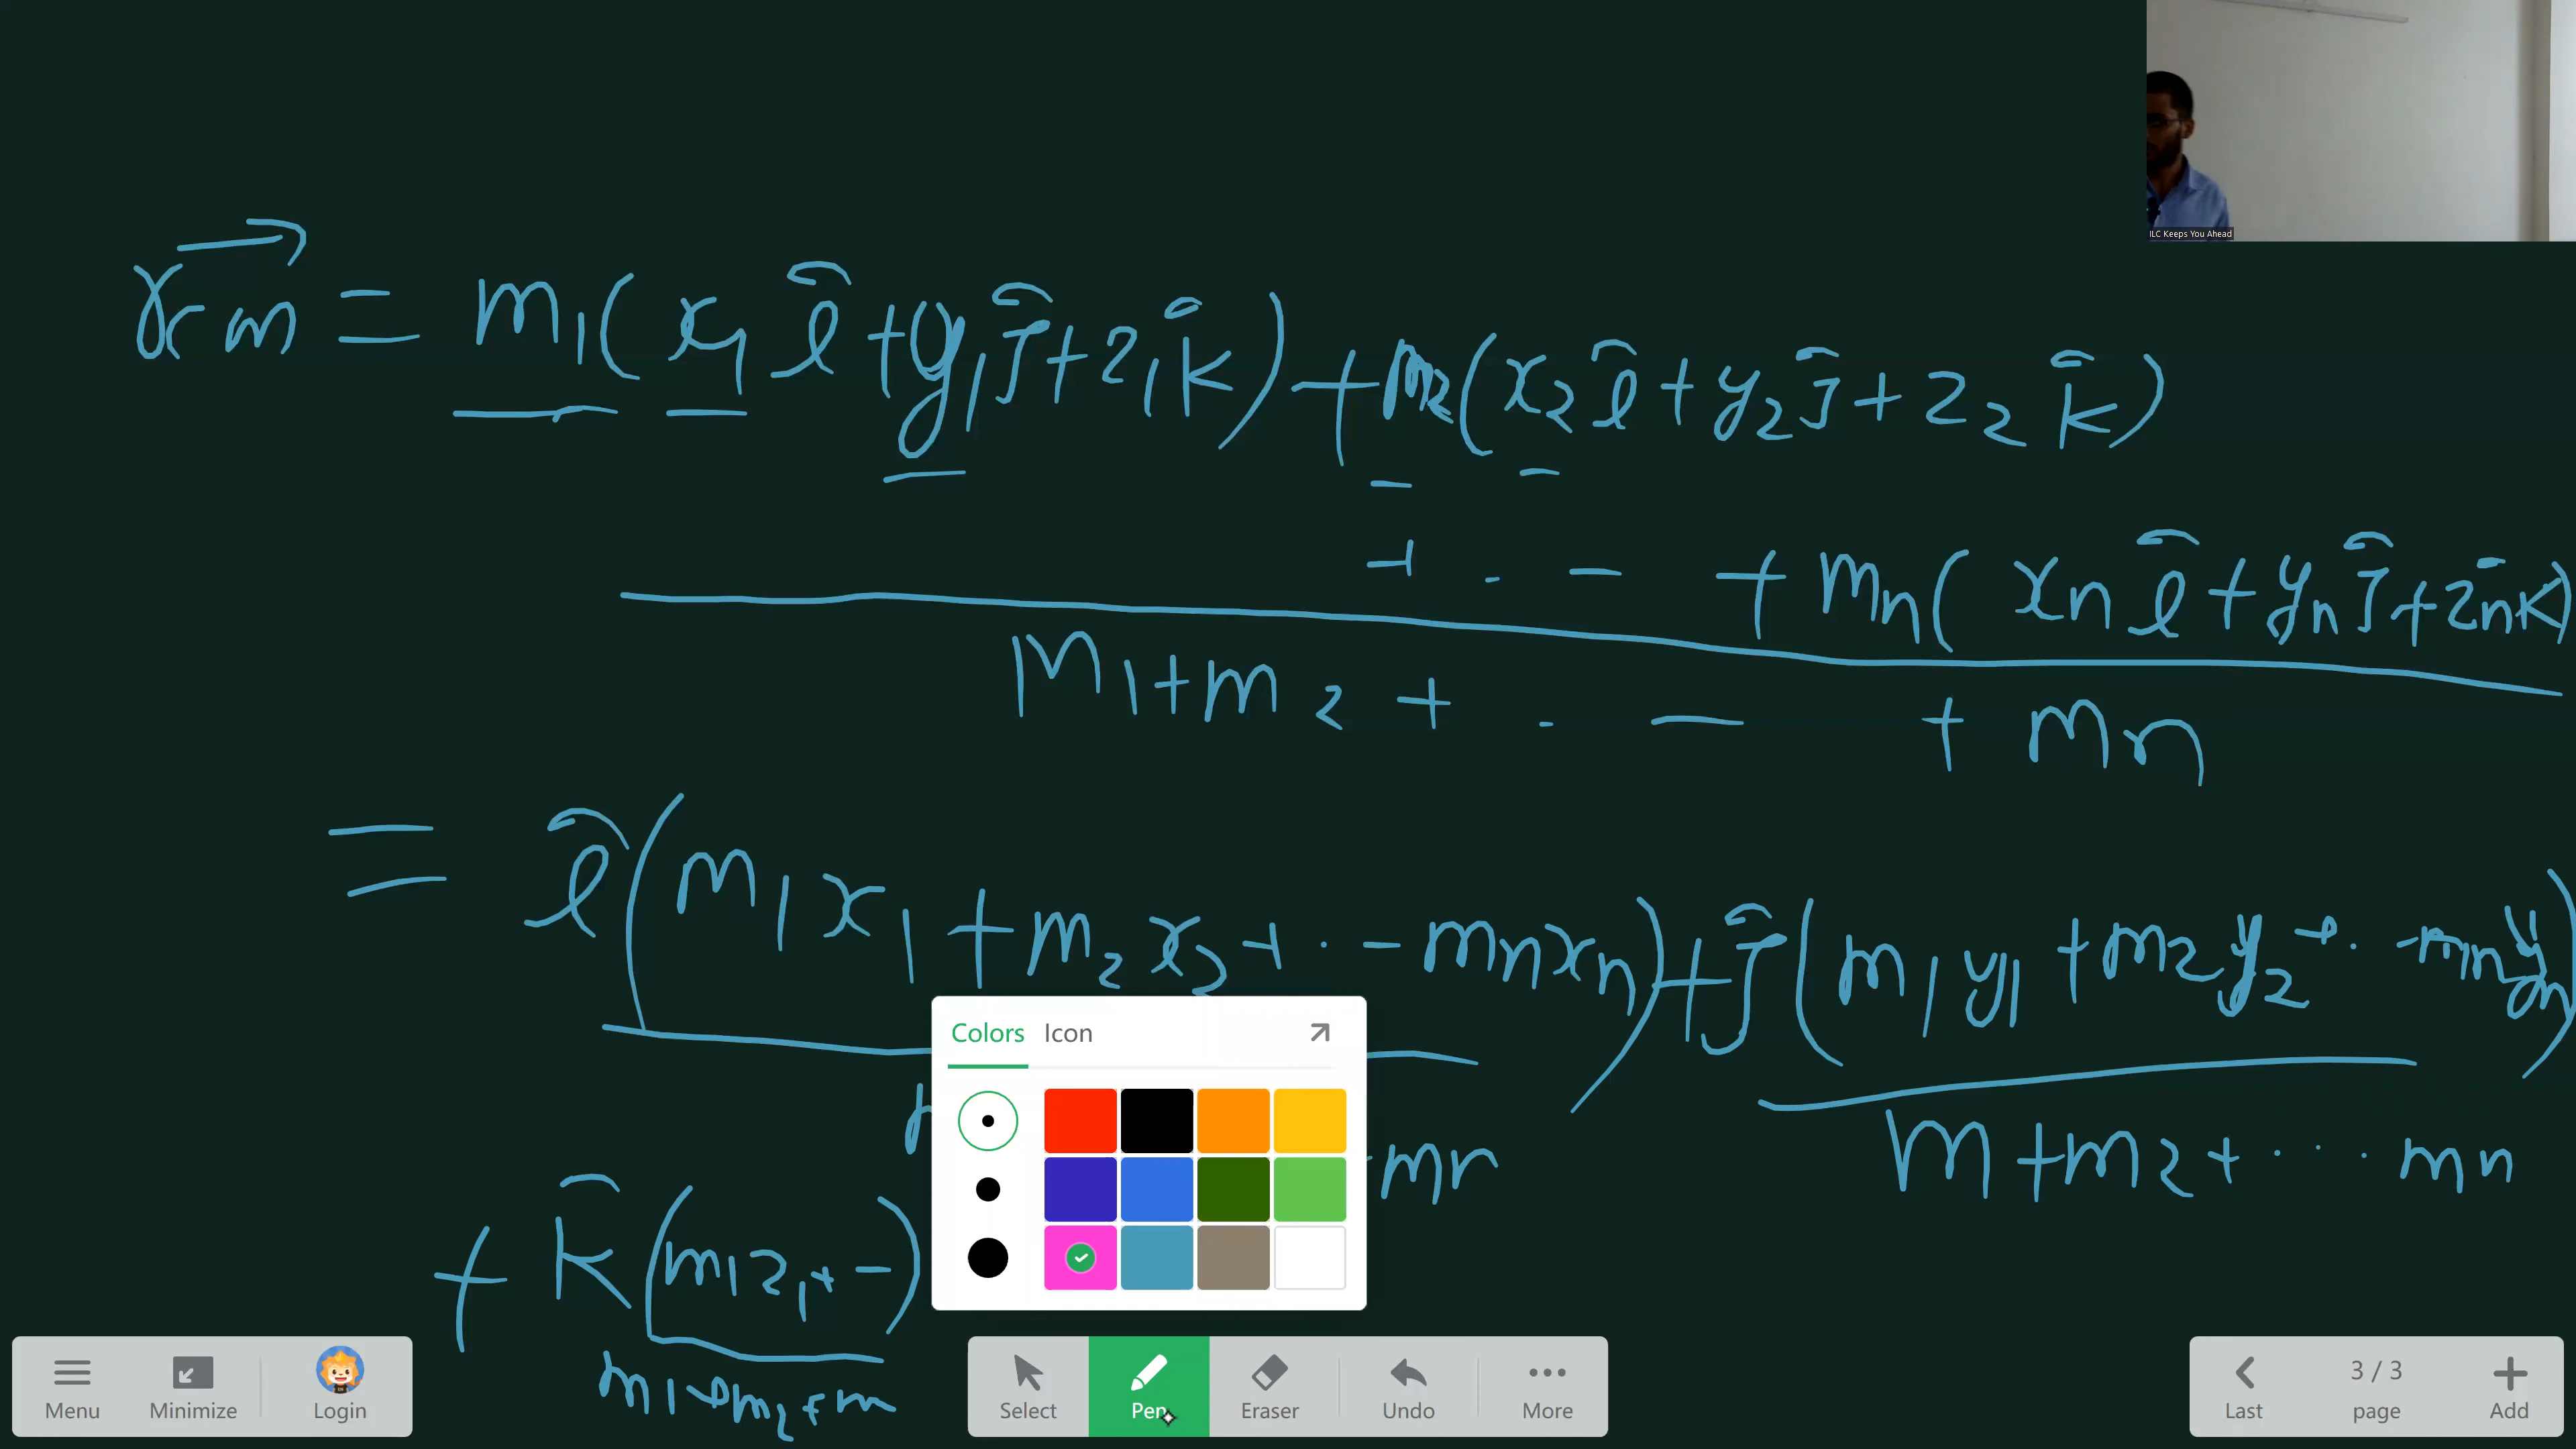 ILC Keeps You Ahead
r⃗cm = m1(x1 î + y1 ĵ + z1 k̂) + m2(x2 î + y2 ĵ + z2 k̂)
+ . - + mn(xn î + yn ĵ + zn k̂)
m1 + m2 + . - + mn
= î(m1x1 + m2x2 + .. - mnxn) + ĵ(m1y1 + m2y2 + . - mnyn)
mn
m + m2 + ... mn
+ k̂(m1z1 + -)
m1 + m2 + m
Colors Icon
Menu Minimize Login
Select Pen Eraser Undo More
Last 3 / 3 page Add